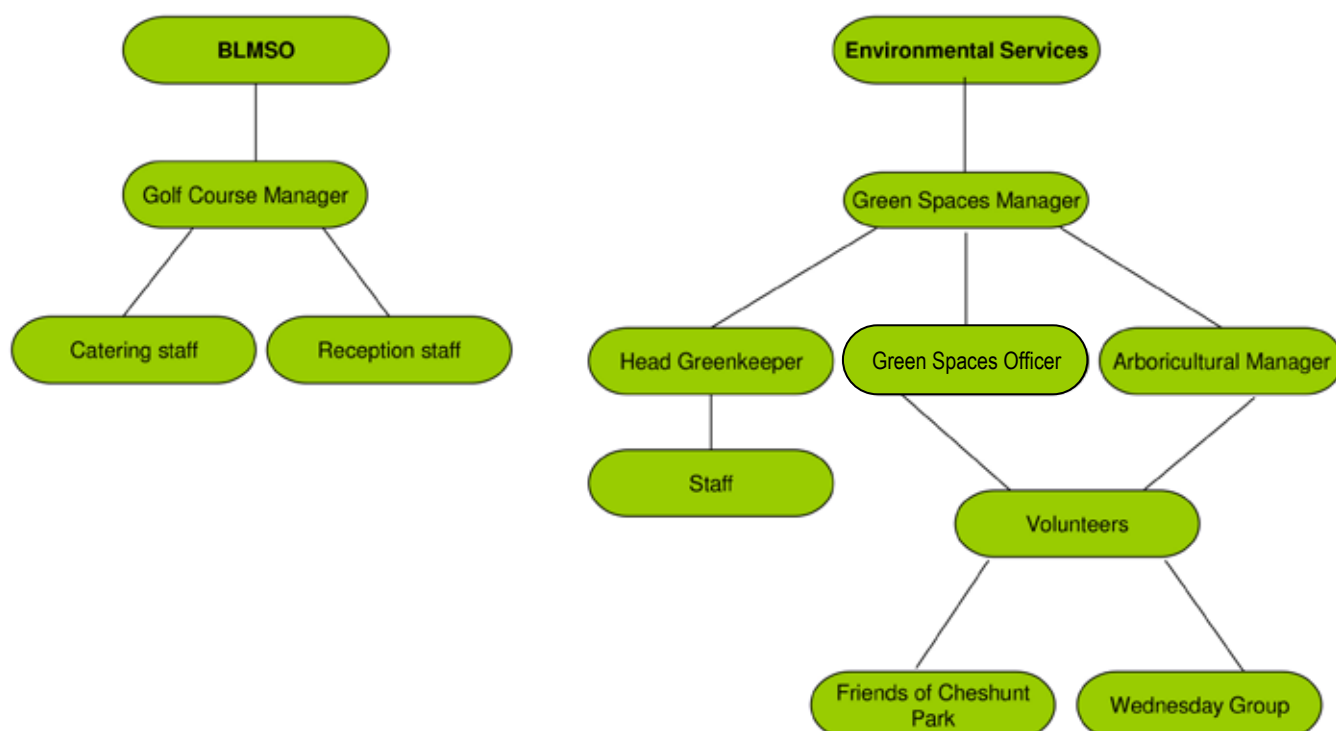 BLMSO
Environmental Services
Golf Course Manager
Green Spaces Manager
Catering staff
Reception staff
Head Greenkeeper
Green Spaces Officer
Arboricultural Manager
Staff
Volunteers
Friends of Cheshunt
Park
Wednesday Group